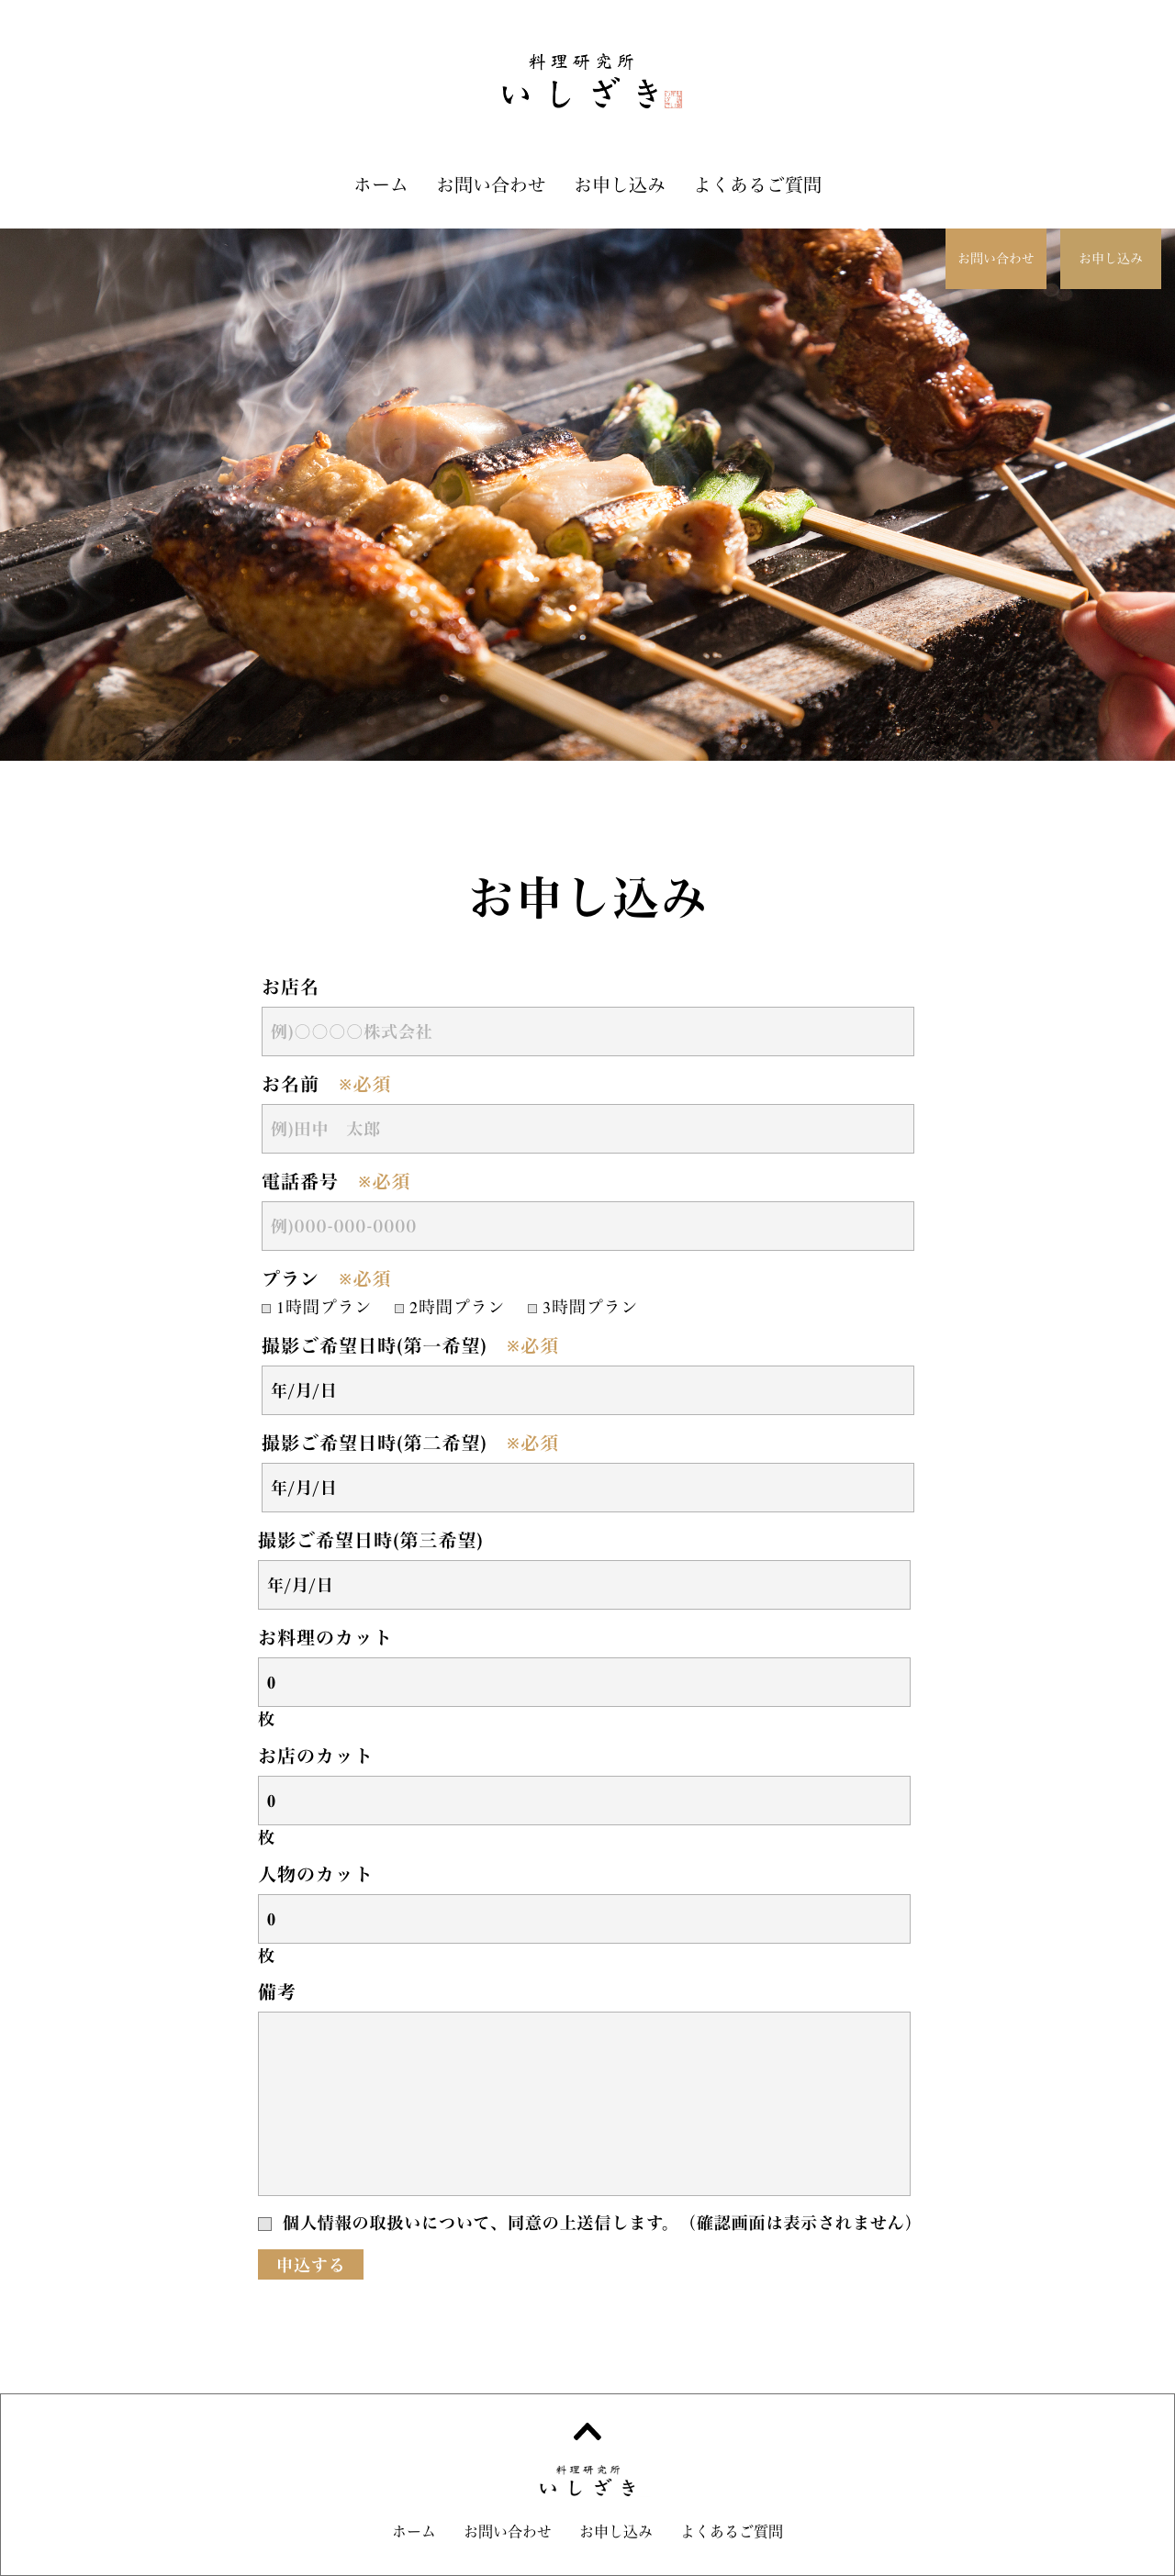 料理研究所
いしざき
ホーム お問い合わせ お申し込み よくあるご質問
お問い合わせ お申し込み
お申し込み
お店名
例)〇〇〇〇株式会社
お名前 ※必須
例)田中　太郎
電話番号 ※必須
例)000-000-0000
プラン ※必須
1時間プラン 2時間プラン 3時間プラン
撮影ご希望日時(第一希望) ※必須
年/月/日
撮影ご希望日時(第二希望) ※必須
年/月/日
撮影ご希望日時(第三希望)
年/月/日
お料理のカット
0
枚
お店のカット
0
枚
人物のカット
0
枚
備考
個人情報の取扱いについて、同意の上送信します。（確認画面は表示されません）
申込する
料理研究所
いしざき
ホーム お問い合わせ お申し込み よくあるご質問